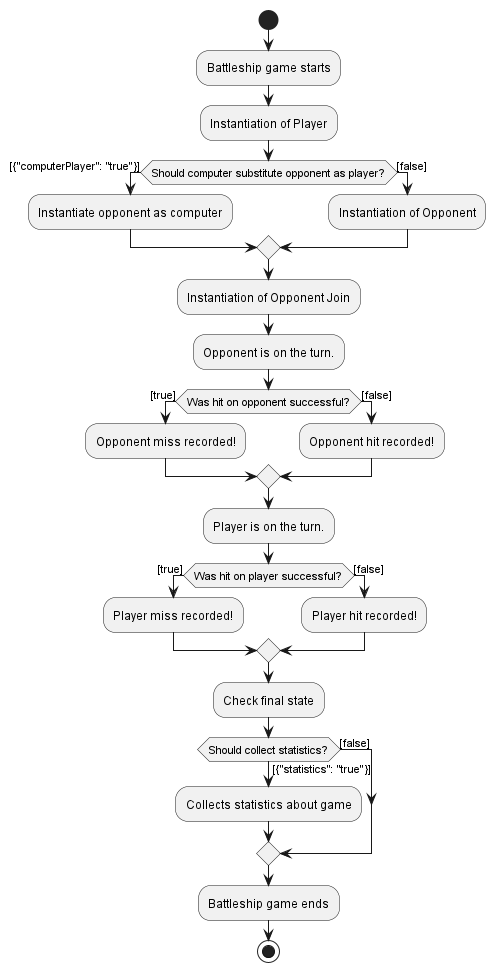 Battleship game starts
Instantiation of Player
[{"computerPlayer": "true"}]
Should computer substitute opponent as player?
[false]
Instantiate opponent as computer
Instantiation of Opponent
Instantiation of Opponent Join
Opponent is on the turn.
[true]
Was hit on opponent successful?
[false]
Opponent miss recorded!
Opponent hit recorded!
Player is on the turn.
[true]
Was hit on player successful?
[false]
Player miss recorded!
Player hit recorded!
Check final state
Should collect statistics?
[false]
[{"statistics": "true"}]
Collects statistics about game
Battleship game ends